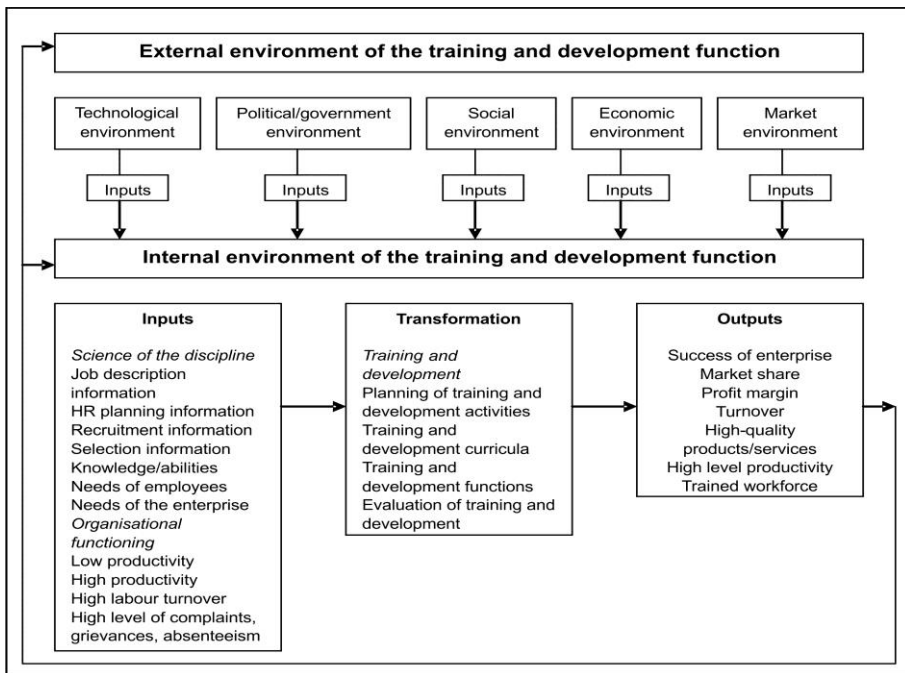 External environment of the training and development function
Technological
environment
Political/government
environment
Social
environment
Economic
environment
Market
environment
Inputs
Inputs
Inputs
Inputs
Inputs
Internal environment of the training and development function
Inputs
Science of the discipline
Job description
information
HR planning information
Recruitment information
Selection information
Knowledge/abilities
Needs of employees
Needs of the enterprise
Organisational
functioning
Low productivity
High productivity
High labour turnover
High level of complaints,
grievances, absenteeism
Transformation
Training and
development
Planning of training and
development activities
Training and
development curricula
Training and
development functions
Evaluation of training and
development
Outputs
Success of enterprise
Market share
Profit margin
Turnover
High-quality
products/services
High level productivity
Trained workforce